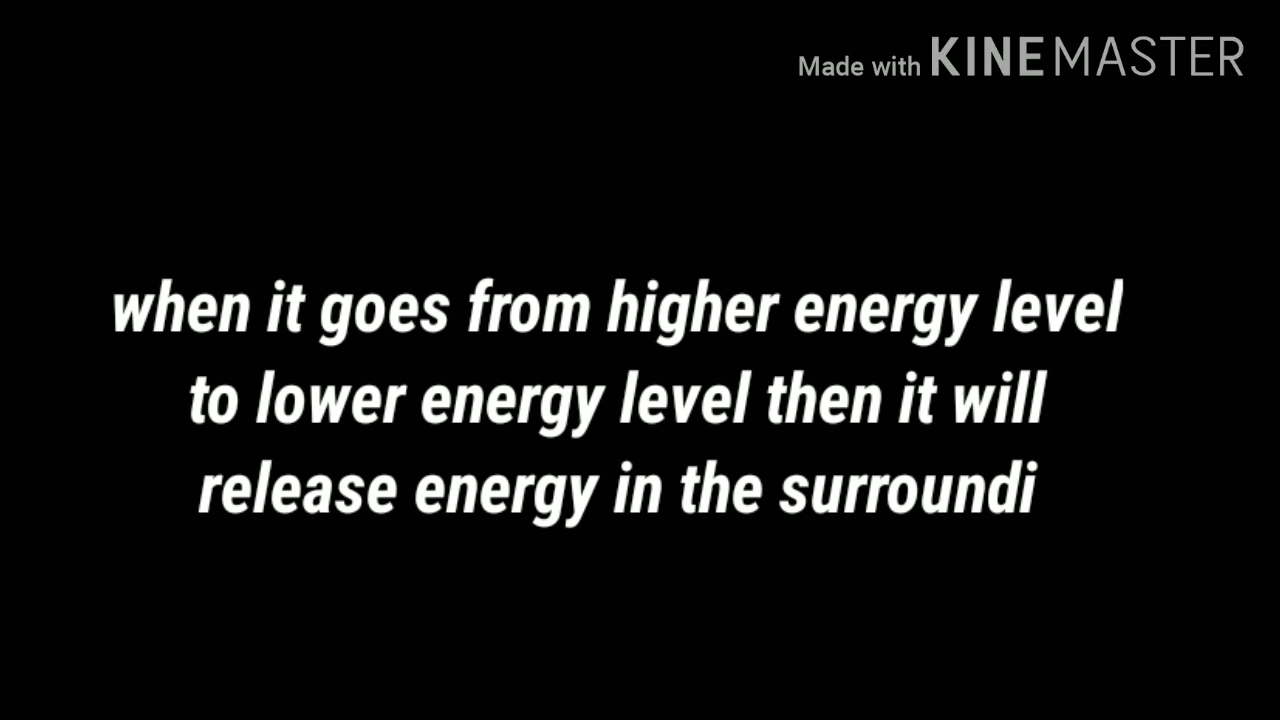 Made with KINEMASTER
when it goes from higher energy level
to lower energy level then it will
release energy in the surroundi